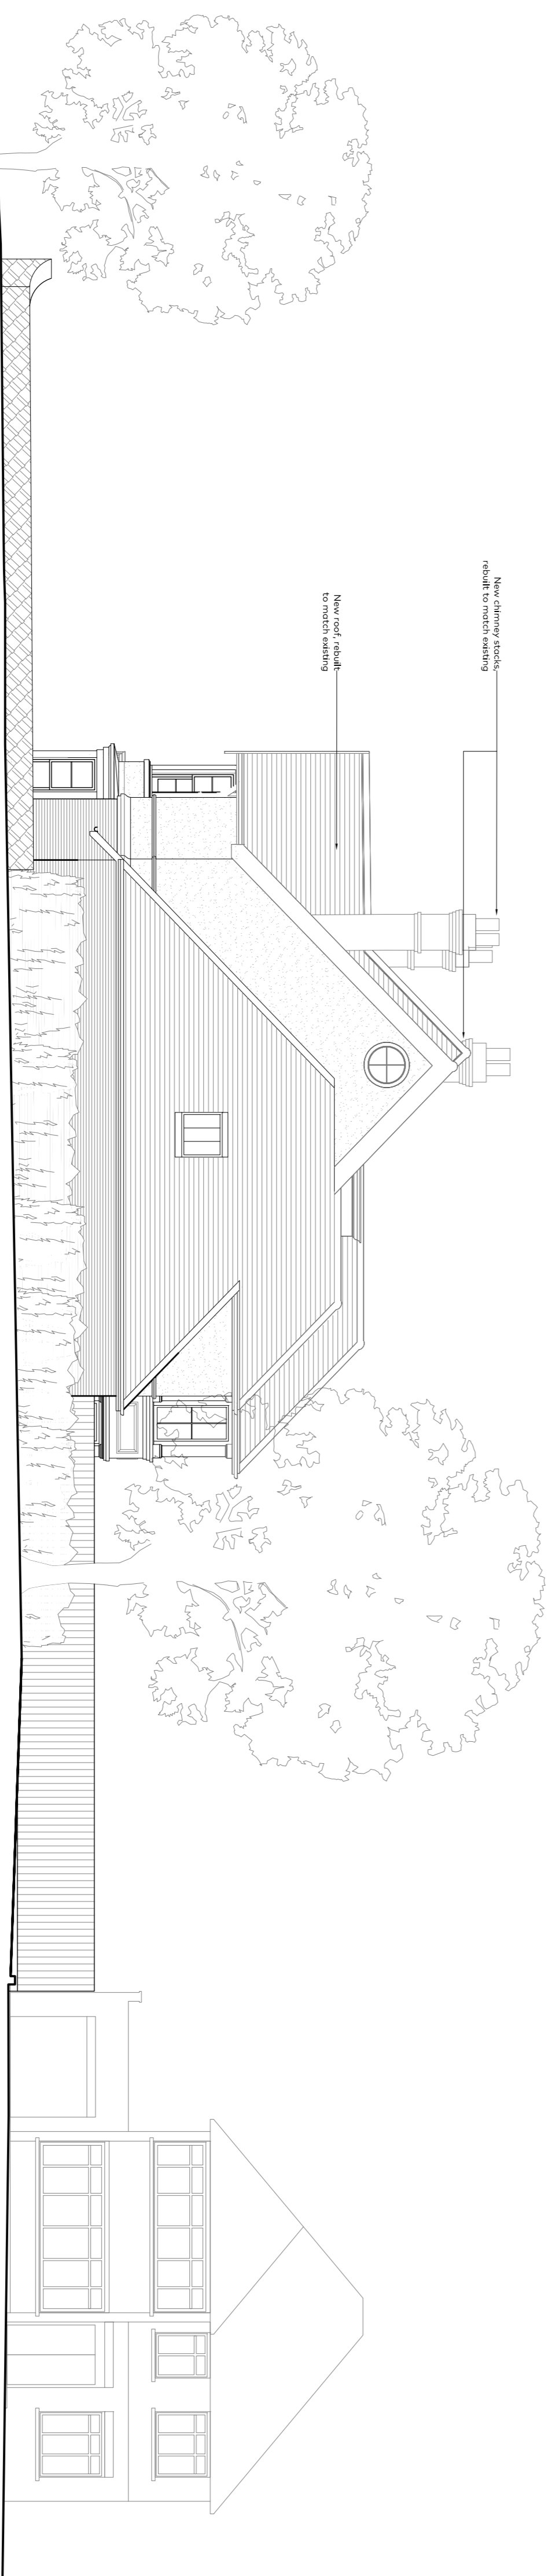 New chimney stacks,
rebuilt to match existing
New roof, rebuilt
to match existing